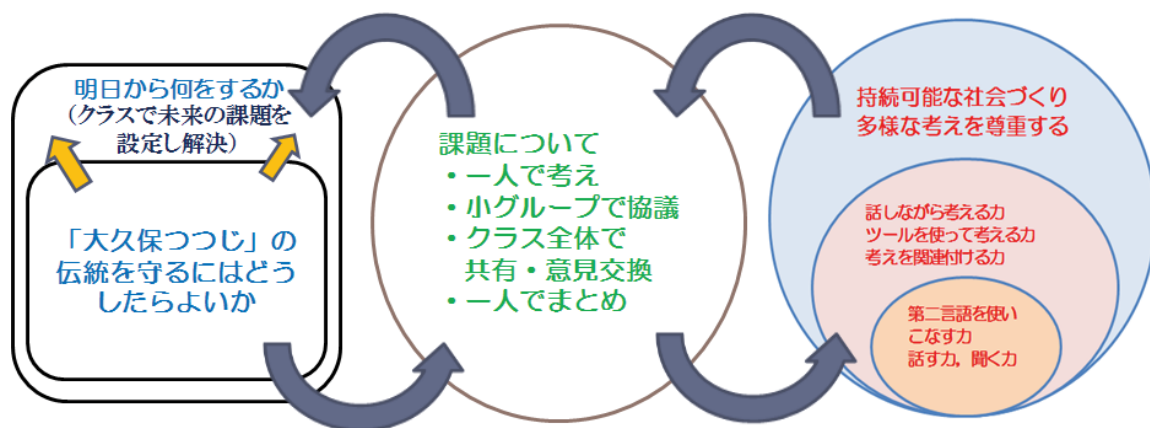 明日から何をするか
（クラスで未来の課題を
設定し解決）
「大久保つつじ」の
伝統を守るにはどう
したらよいか
課題について
・一人で考え
・小グループで協議
・クラス全体で
共有・意見交換
・一人でまとめ
持続可能な社会づくり
多様な考えを尊重する
話しながら考える力
ツールを使って考える力
考えを関連付ける力
第二言語を使い
こなす力
話す力，聞く力